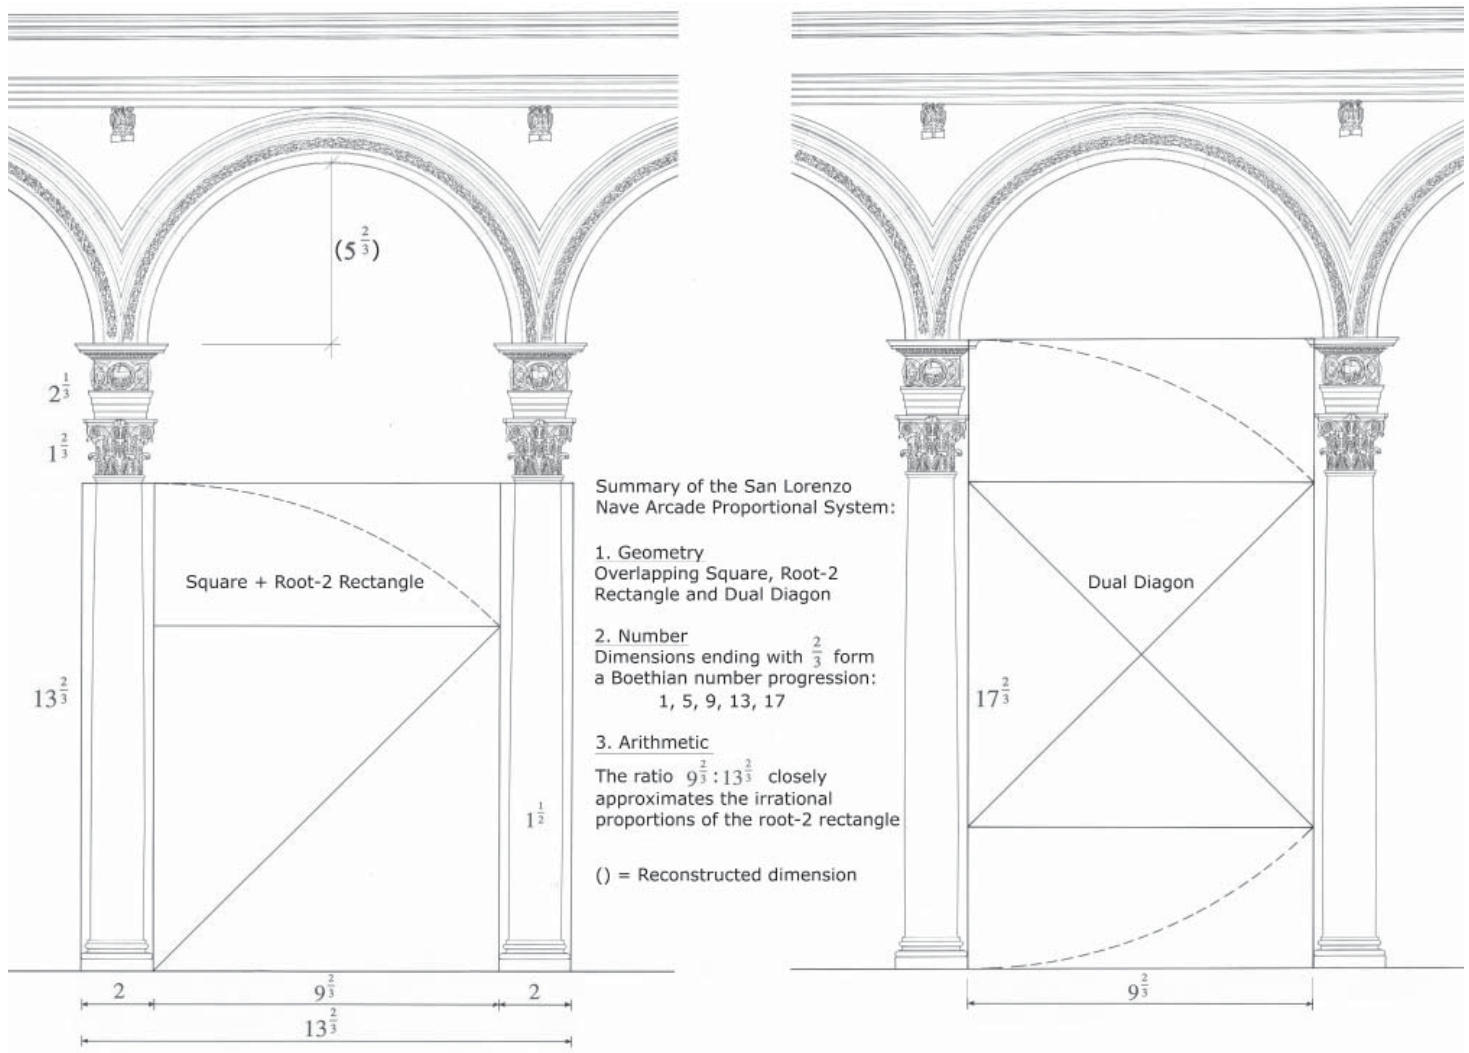 (5 2/3)
2 1/3
1 2/3
Square + Root-2 Rectangle
13 2/3
1 1/2
2
9 2/3
2
13 2/3
Summary of the San Lorenzo
Nave Arcade Proportional System:
1. Geometry
Overlapping Square, Root-2
Rectangle and Dual Diagon
2. Number
Dimensions ending with 2/3 form
a Boethian number progression:
1, 5, 9, 13, 17
3. Arithmetic
The ratio 9 2/3 : 13 2/3 closely
approximates the irrational
proportions of the root-2 rectangle
() = Reconstructed dimension
Dual Diagon
17 2/3
9 2/3